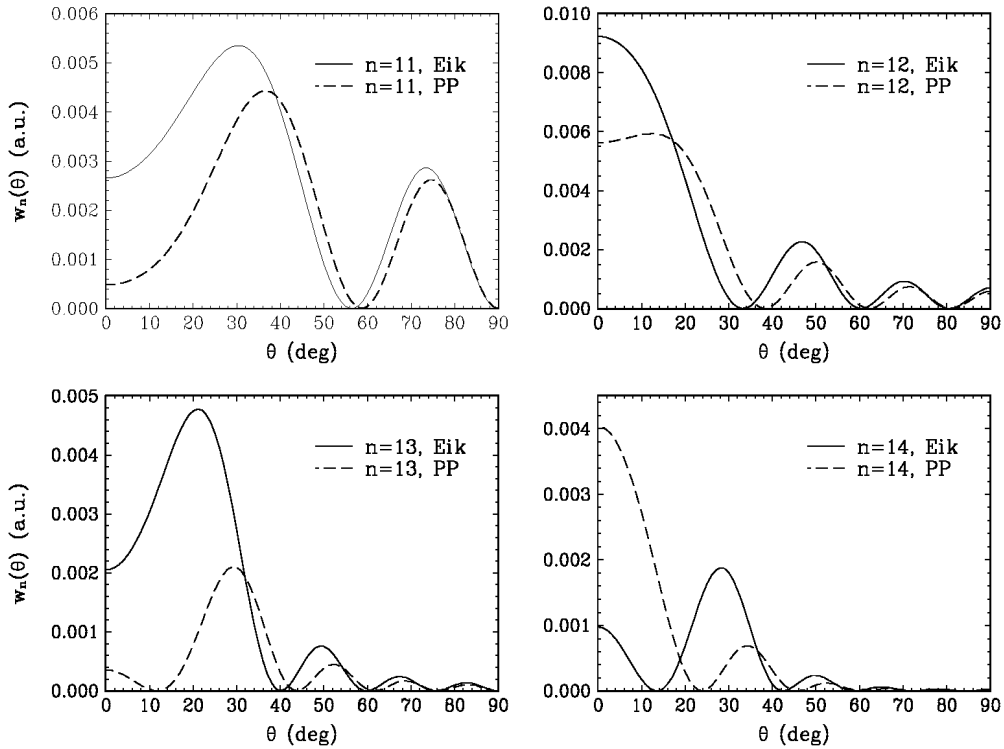 0.006
0.005
0.004
0.003
0.002
0.001
0.000
wₙ(θ) (a.u.)
n=11, Eik
n=11, PP
0 10 20 30 40 50 60 70 80 90
θ (deg)
0.010
0.008
0.006
0.004
0.002
0.000
n=12, Eik
n=12, PP
0 10 20 30 40 50 60 70 80 90
θ (deg)
0.005
0.004
0.003
0.002
0.001
0.000
wₙ(θ) (a.u.)
n=13, Eik
n=13, PP
0 10 20 30 40 50 60 70 80 90
θ (deg)
0.004
0.003
0.002
0.001
0.000
n=14, Eik
n=14, PP
0 10 20 30 40 50 60 70 80 90
θ (deg)